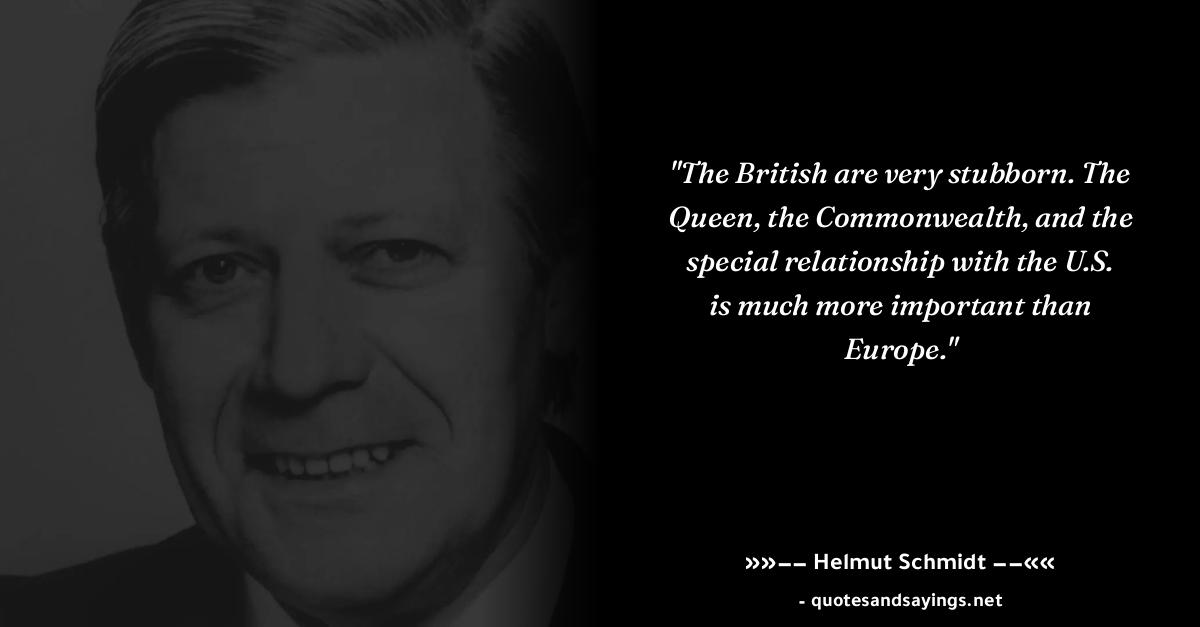 "The British are very stubborn. The
Queen, the Commonwealth, and the
special relationship with the U.S.
is much more important than
Europe."
»»–– Helmut Schmidt ––««
- quotesandsayings.net